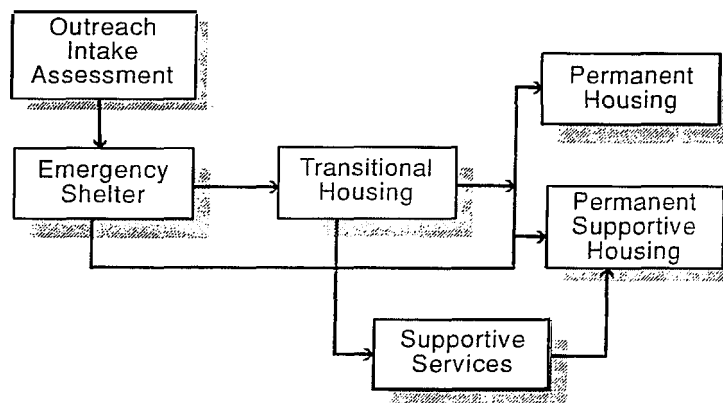 Outreach
Intake
Assessment
Permanent
Housing
Emergency
Shelter
Transitional
Housing
Permanent
Supportive
Housing
Supportive
Services